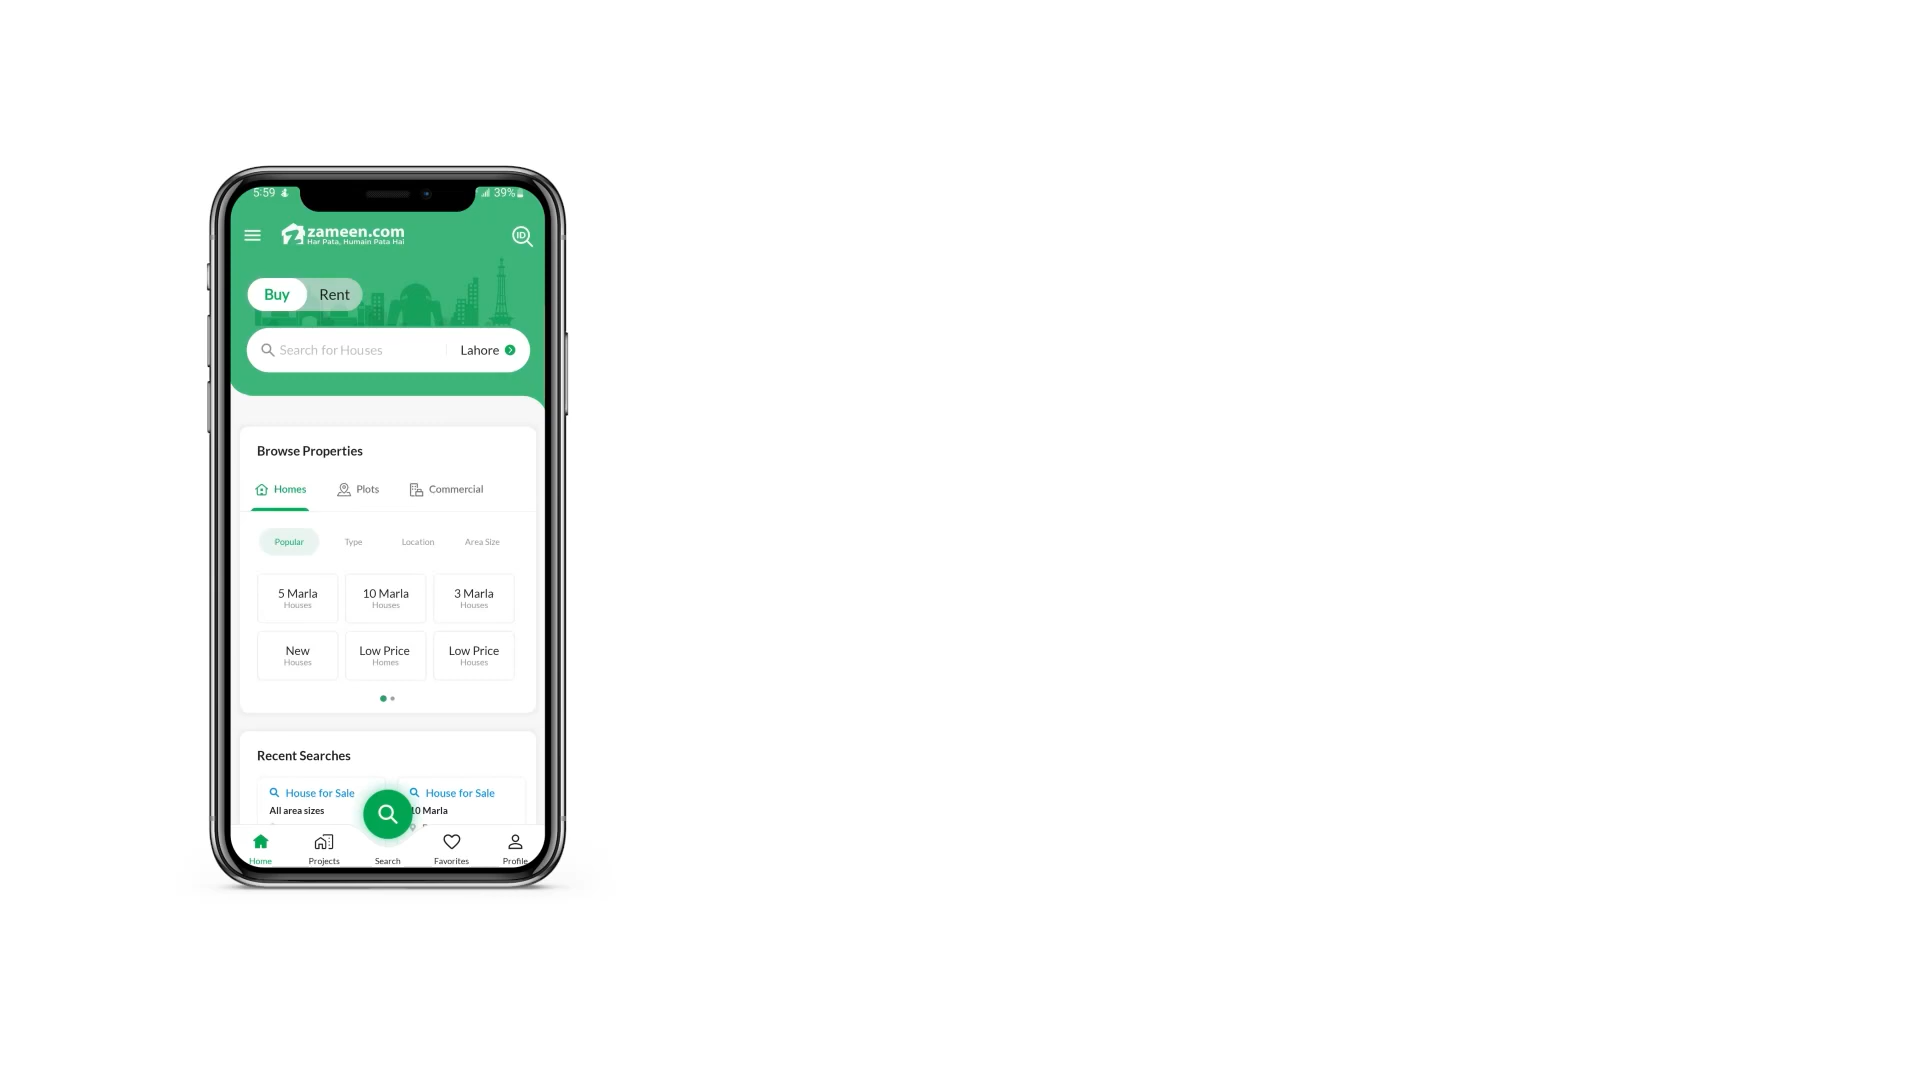 5:59
39%
zameen.com
Har Pata, Humain Pata Hai
ID
Buy Rent
Search for Houses Lahore
Browse Properties
Homes Plots Commercial
Popular Type Location Area Size
5 Marla 10 Marla 3 Marla
Houses Houses Houses
New Low Price Low Price
Houses Homes Houses
Recent Searches
House for Sale House for Sale
All area sizes 10 Marla
Home Projects Search Favorites Profile